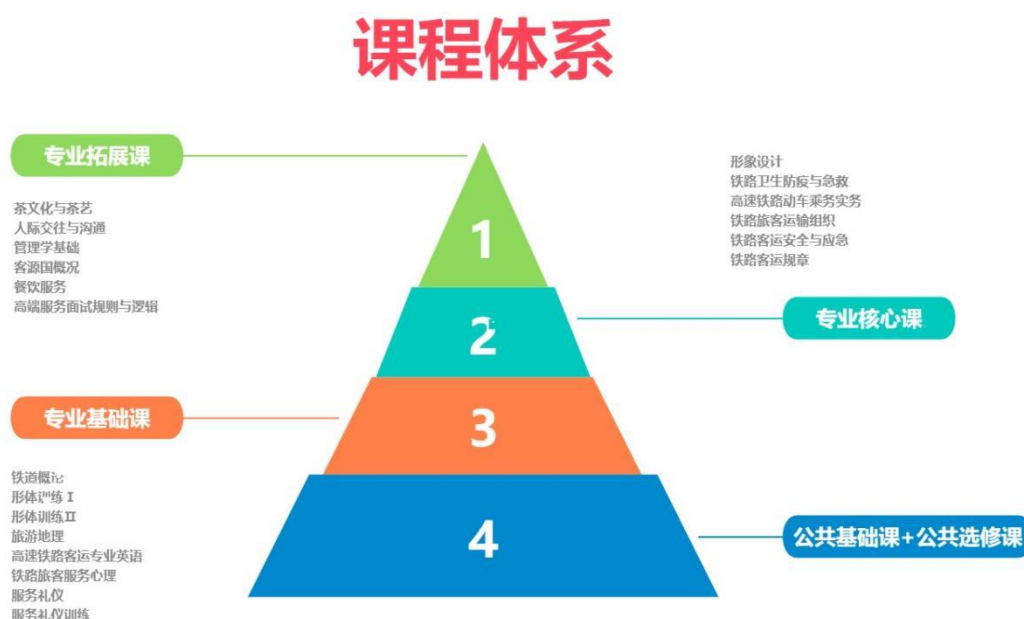 课程体系
专业拓展课
茶文化与茶艺
人际交往与沟通
管理学基础
客源国概况
餐饮服务
高端服务面试规则与逻辑
形象设计
铁路卫生防疫与急救
高速铁路动车乘务实务
铁路旅客运输组织
铁路客运安全与应急
铁路客运规章
1
2
专业核心课
专业基础课
3
铁道概论
形体训练 I
形体训练II
旅游地理
高速铁路客运专业英语
铁路旅客服务心理
服务礼仪
服务礼仪训练
4
公共基础课+公共选修课